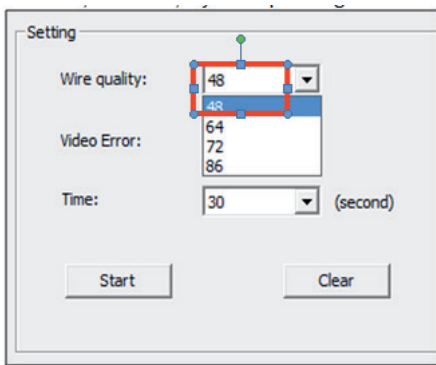 Setting
Wire quality: 48
48
64
Video Error: 72
86
Time: 30 (second)
Start Clear